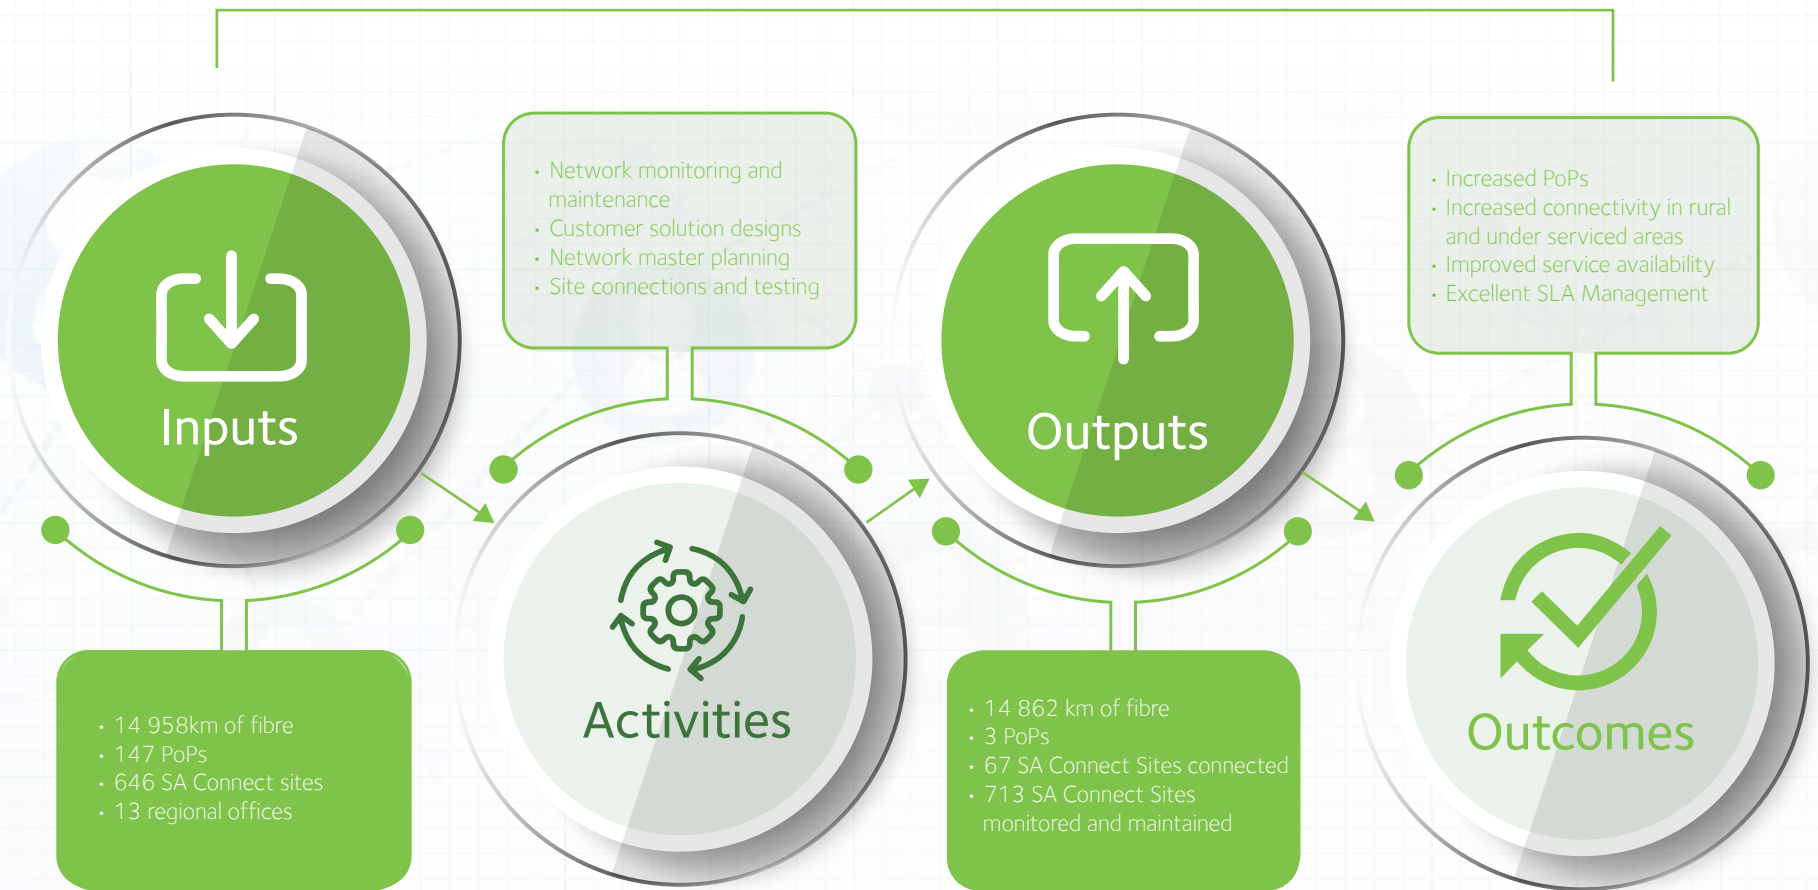 Inputs
• 14 958km of fibre
• 147 PoPs
• 646 SA Connect sites
• 13 regional offices
• Network monitoring and
maintenance
• Customer solution designs
• Network master planning
• Site connections and testing
Activities
Outputs
• 14 862 km of fibre
• 3 PoPs
• 67 SA Connect Sites connected
• 713 SA Connect Sites
monitored and maintained
• Increased PoPs
• Increased connectivity in rural
and under serviced areas
• Improved service availability
• Excellent SLA Management
Outcomes